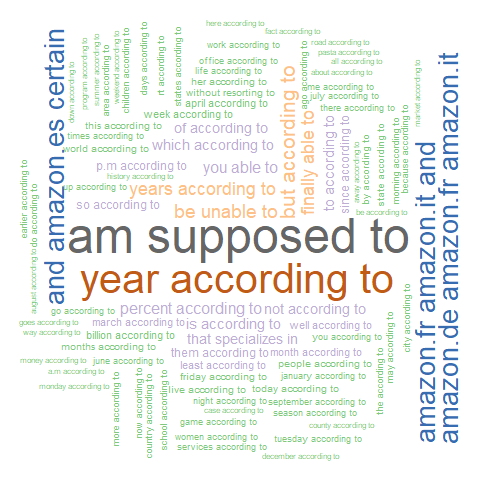 here according to
fact according to
work according to
road according to
pasta according to
office according to
all according to
life according to
about according to
her according to
me according to
without resorting to
july according to
april according to
there according to
week according to
this according to
of according to
times according to
which according to
world according to
p.m according to
you able to
history according to
up according to
years according to
so according to
be unable to
be according to
am supposed to
year according to
go according to
percent according to
not according to
goes according to
march according to
is according to
well according to
way according to
billion according to
you according to
that specializes in
months according to
them according to
month according to
money according to
june according to
least according to
people according to
a.m according to
friday according to
january according to
monday according to
live according to
today according to
night according to
september according to
case according to
season according to
game according to
county according to
women according to
tuesday according to
services according to
december according to
earlier according to
do according to
august according to
and amazon.es certain
down according to
programs according to
summer according to
weekend according to
area according to
children according to
days according to
rt according to
states according to
but according to
ago according to
finally able to
to according to
since according to
away according to
by according to
state according to
morning according to
because according to
market according to
amazon.fr amazon.it and
amazon.de amazon.fr amazon.it
more according to
now according to
country according to
school according to
the according to
may according to
city according to